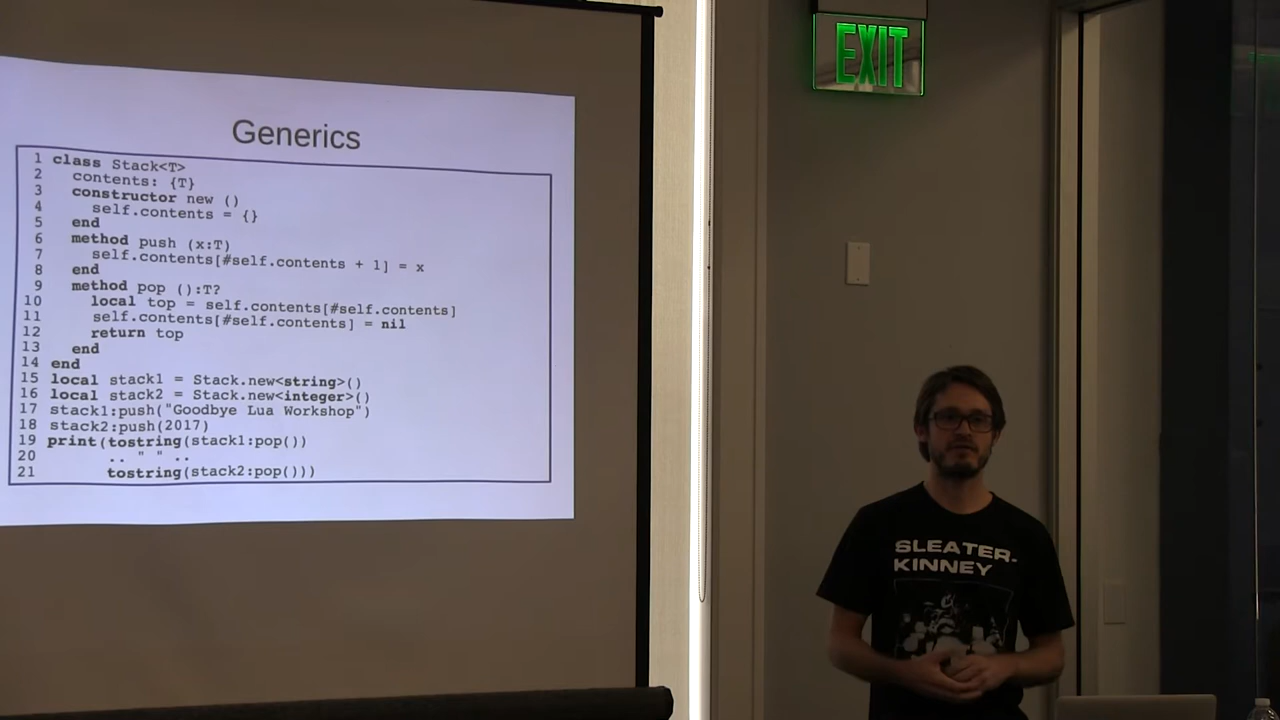 Generics
1 class Stack<T>
2 contents: {T}
3 constructor new ()
4 self.contents = {}
5 end
6 method push (x:T)
7 self.contents[#self.contents + 1] = x
8 end
9 method pop ():T?
10 local top = self.contents[#self.contents]
11 self.contents[#self.contents] = nil
12 return top
13 end
14 end
15 local stack1 = Stack.new<string>()
16 local stack2 = Stack.new<integer>()
17 stack1:push("Goodbye Lua Workshop")
18 stack2:push(2017)
19 print(tostring(stack1:pop())
20 .. " " ..
21 tostring(stack2:pop()))
EXIT
SLEATER-
KINNEY